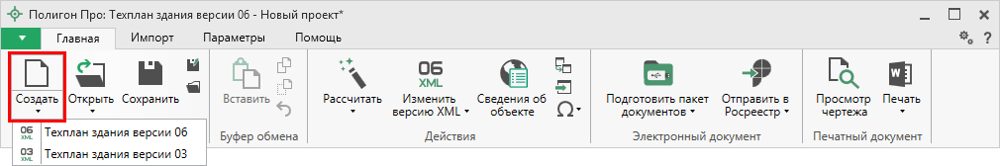 Полигон Про: Техплан здания версии 06 - Новый проект*
Главная Импорт Параметры Помощь
?
Создать Открыть Сохранить Вставить Рассчитать 06 XML Изменить версию XML Сведения об объекте Ω Подготовить пакет документов Отправить в Росреестр W Просмотр чертежа Печать
Буфер обмена Действия Электронный документ Печатный документ
06 XML Техплан здания версии 06
03 XML Техплан здания версии 03